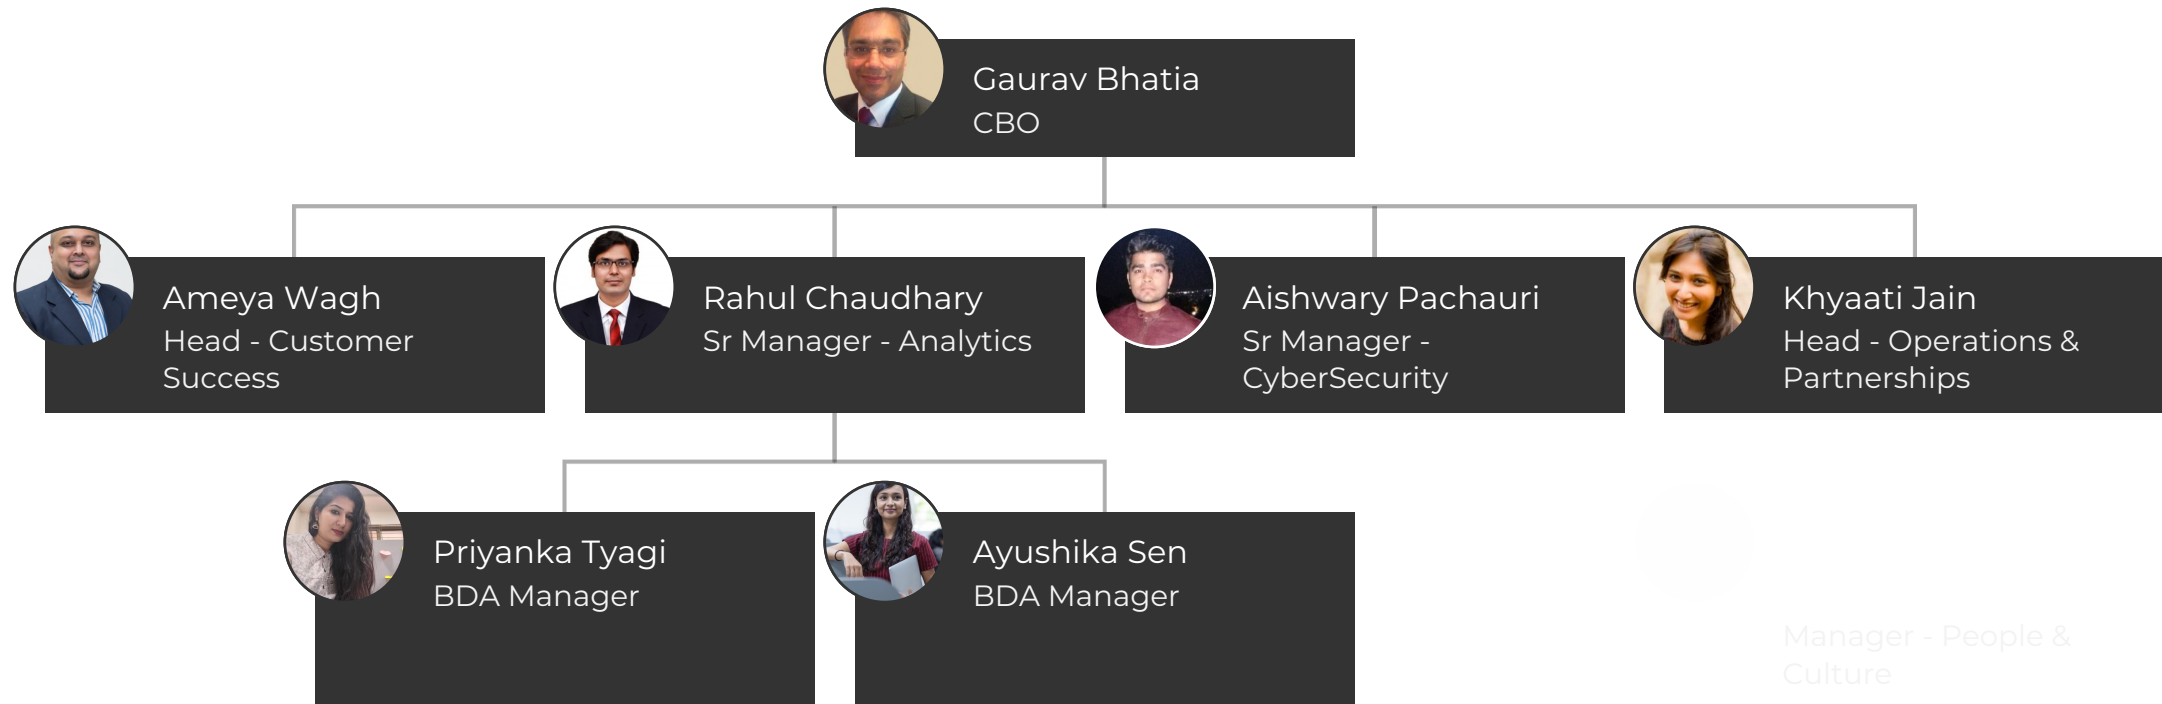 Gaurav Bhatia
CBO
Ameya Wagh
Head - Customer
Success
Rahul Chaudhary
Sr Manager - Analytics
Aishwary Pachauri
Sr Manager -
CyberSecurity
Khyaati Jain
Head - Operations &
Partnerships
Priyanka Tyagi
BDA Manager
Ayushika Sen
BDA Manager
Manager - People &
Culture